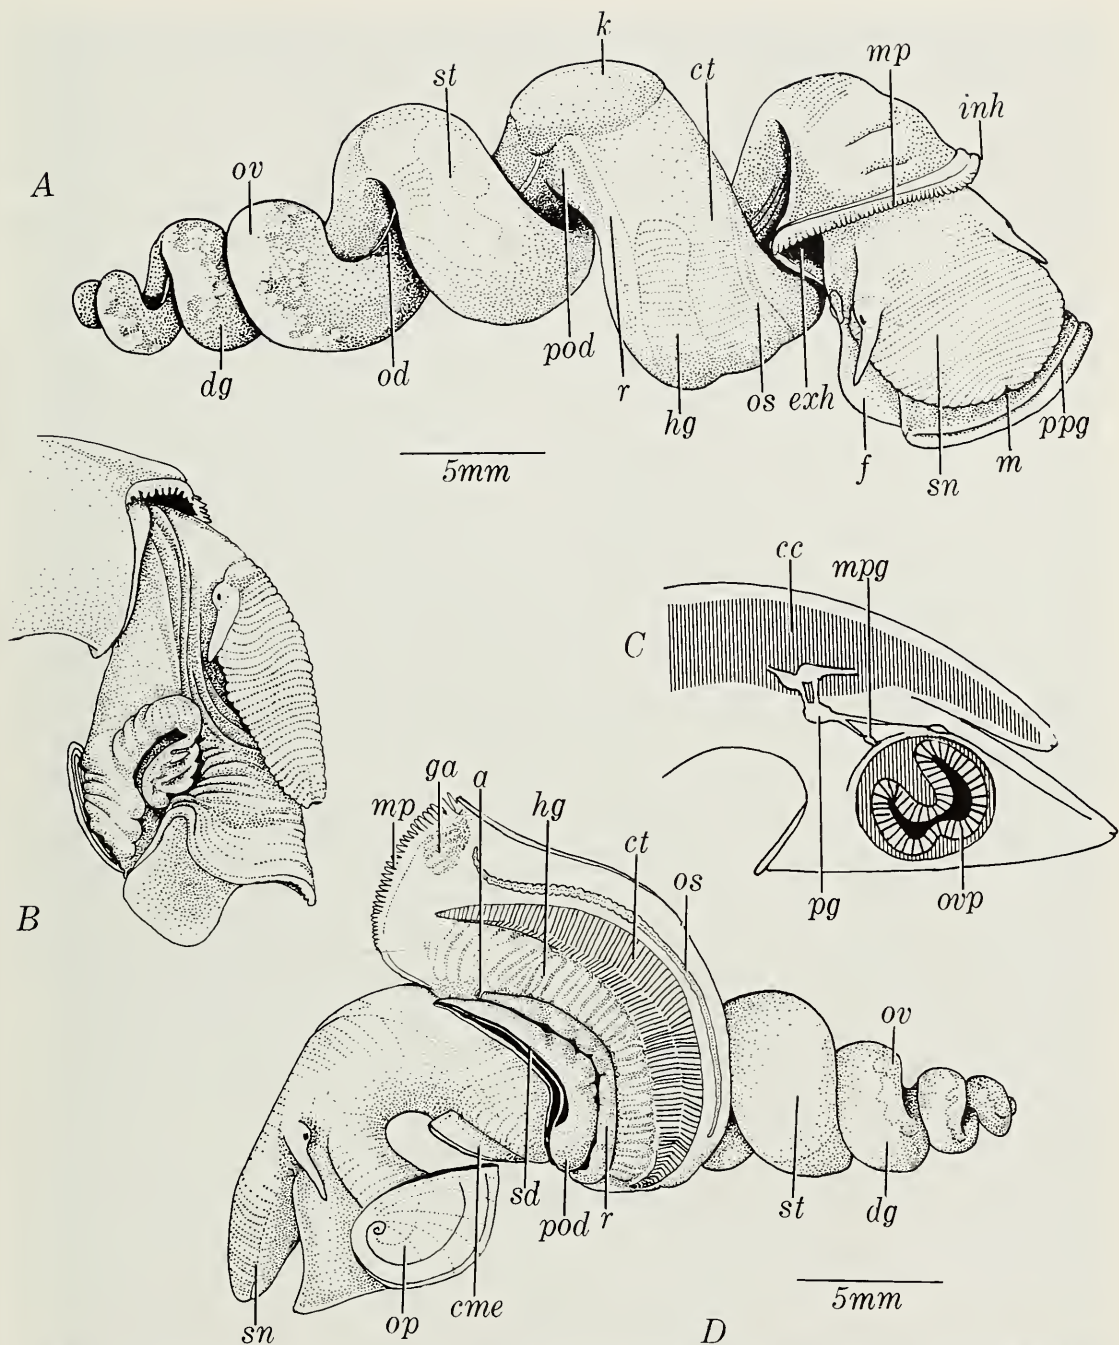 A
k
st
ct
mp
inh
ov
dg
od
pod
r
hg
os
exh
f
sn
m
ppg
5mm
B
C
cc
mpg
pg
ovp
mp
ga
a
hg
ct
os
ov
sn
op
cme
sd
pod
r
st
dg
5mm
D